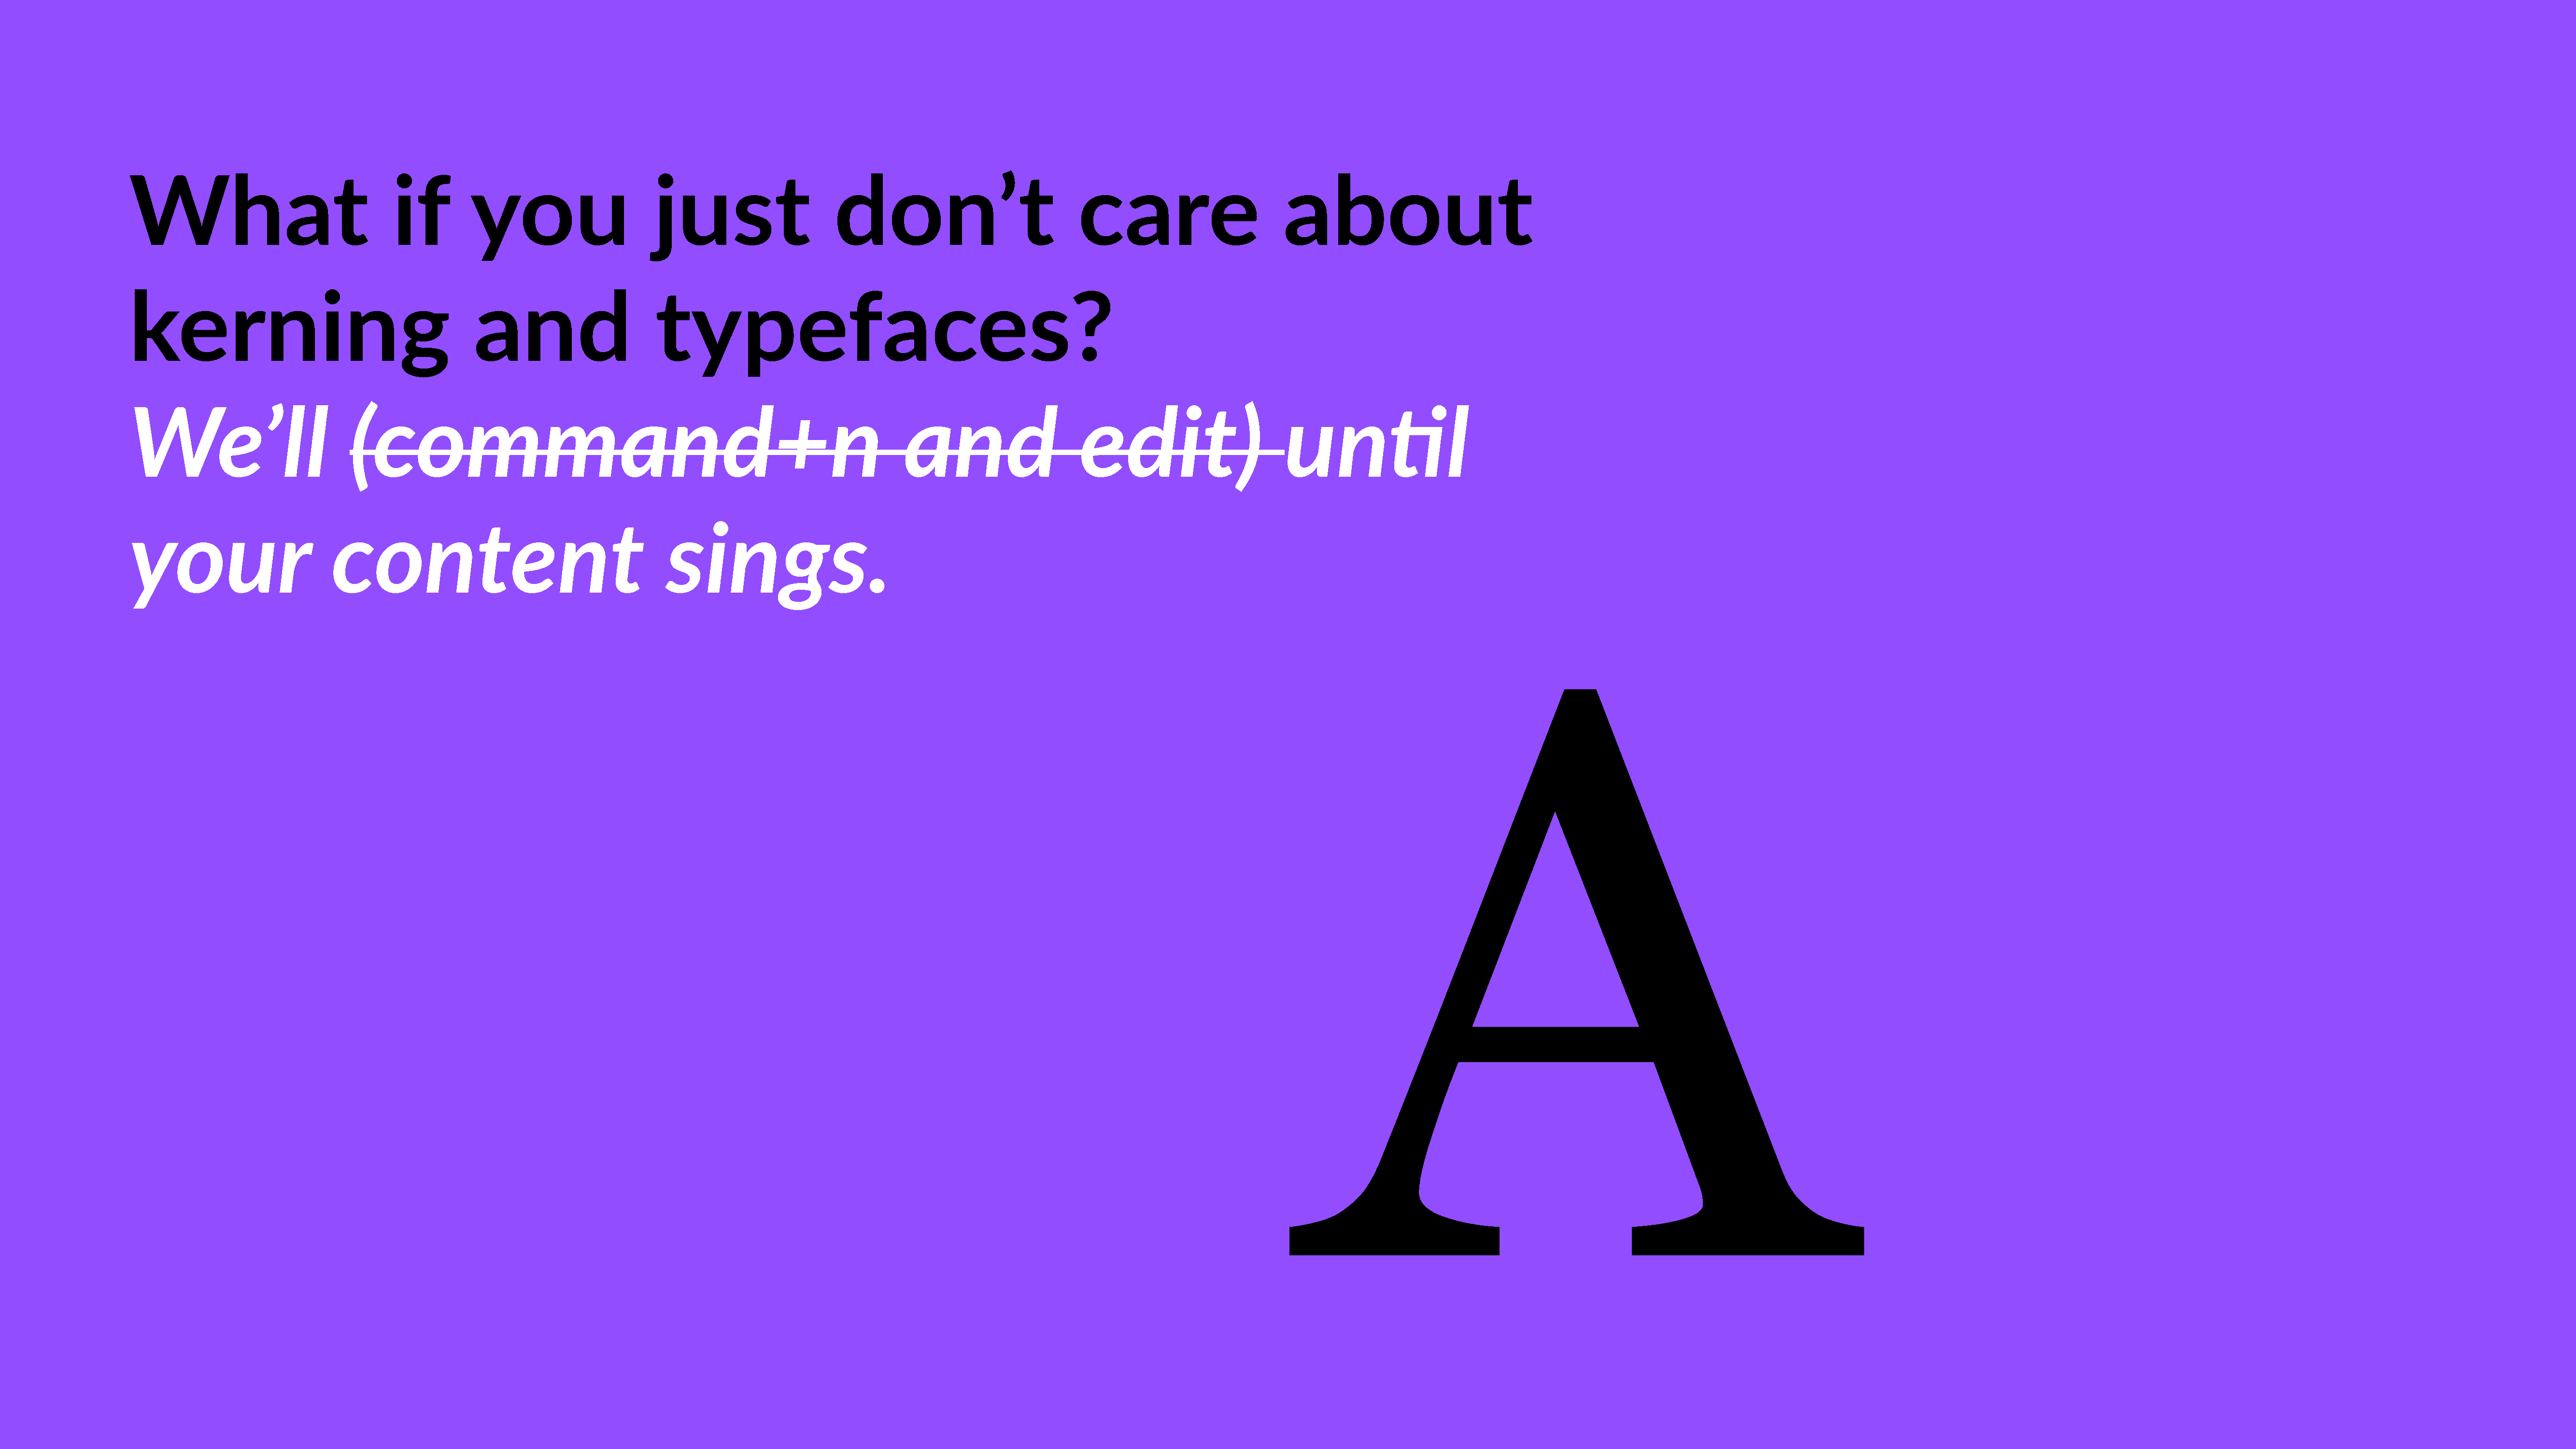 What if you just don’t care about
kerning and typefaces?
We’ll (command+n and edit) until
your content sings.
A